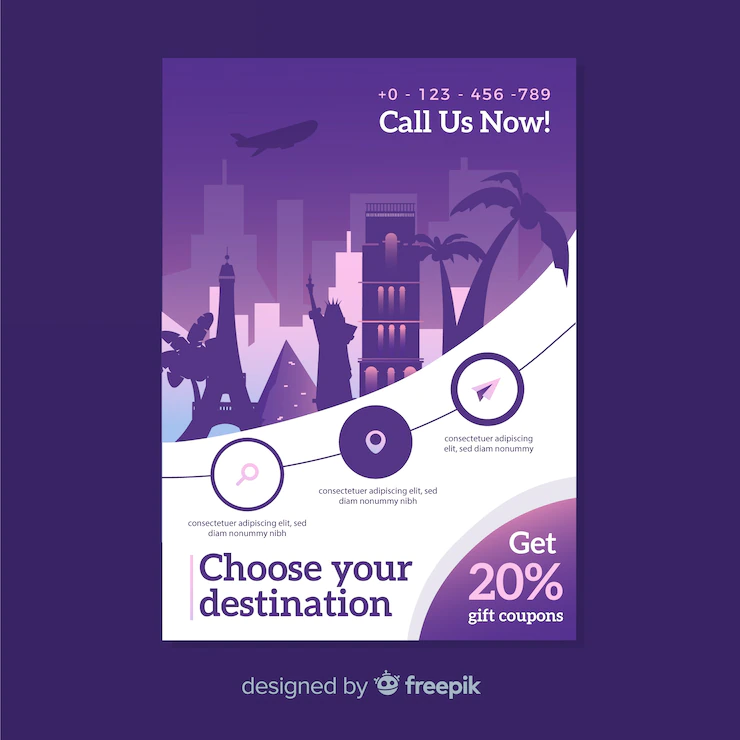 +0 - 123 - 456 -789
Call Us Now!
consectetuer adipiscing
elit, sed diam nonummy
consectetuer adipiscing elit, sed
diam nonummy nibh
consectetuer adipiscing elit, sed
diam nonummy nibh
Choose your
destination
Get
20%
gift coupons
designed by freepik